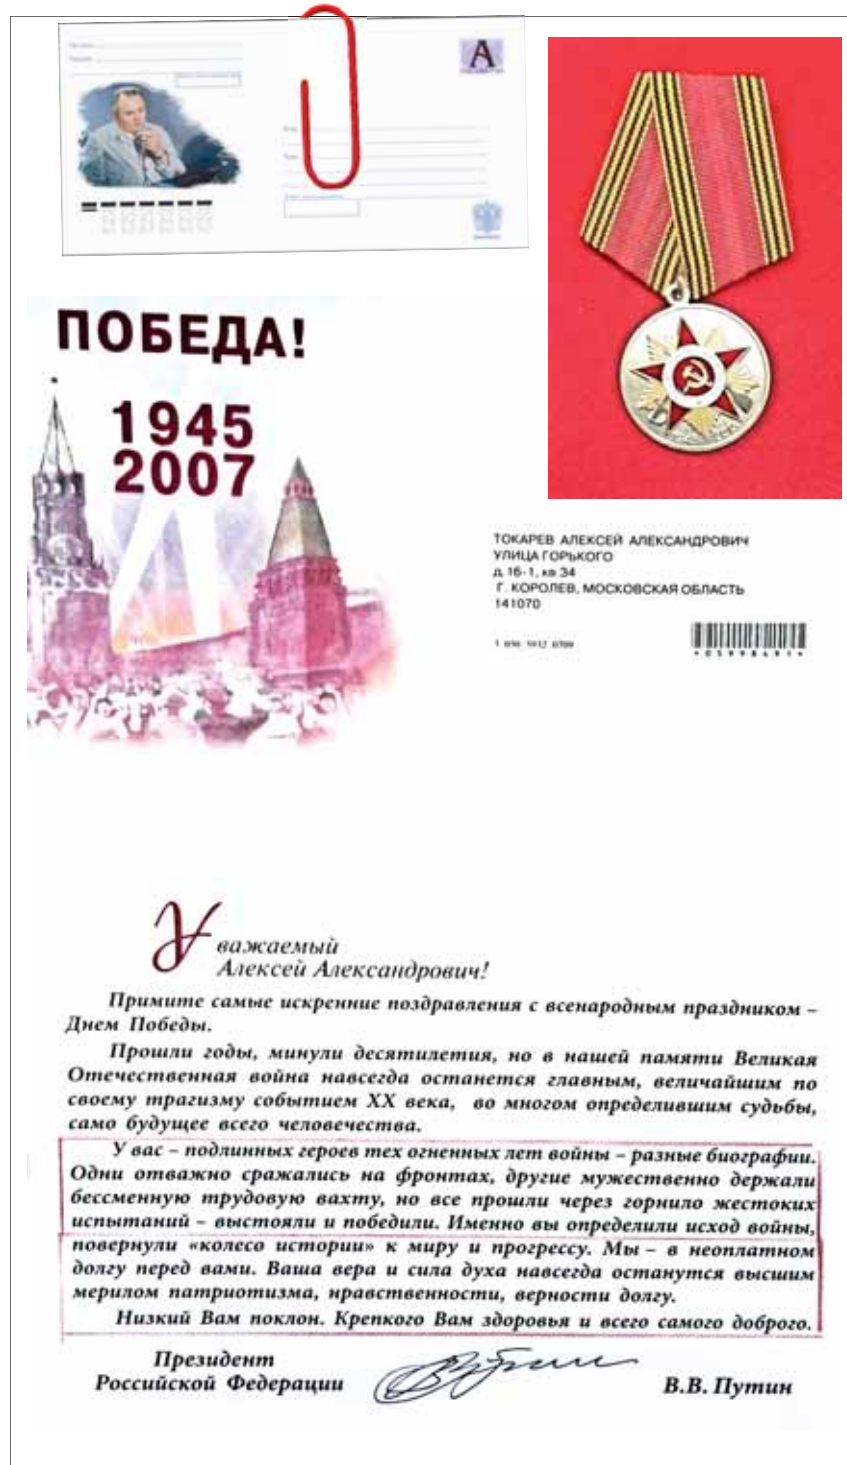 А
ПОБЕДА!
1945
2007
ТОКАРЕВ АЛЕКСЕЙ АЛЕКСАНДРОВИЧ
УЛИЦА ГОРЬКОГО
д. 16-1, кв 34
Г. КОРОЛЕВ, МОСКОВСКАЯ ОБЛАСТЬ
141070
Уважаемый
Алексей Александрович!
Примите самые искренние поздравления с всенародным праздником –
Днем Победы.
Прошли годы, минули десятилетия, но в нашей памяти Великая
Отечественная война навсегда останется главным, величайшим по
своему трагизму событием XX века, во многом определившим судьбы,
само будущее всего человечества.
У вас – подлинных героев тех огненных лет войны – разные биографии.
Одни отважно сражались на фронтах, другие мужественно держали
бессменную трудовую вахту, но все прошли через горнило жестоких
испытаний – выстояли и победили. Именно вы определили исход войны,
повернули «колесо истории» к миру и прогрессу. Мы – в неоплатном
долгу перед вами. Ваша вера и сила духа навсегда останутся высшим
мерилом патриотизма, нравственности, верности долгу.
Низкий Вам поклон. Крепкого Вам здоровья и всего самого доброго.
Президент
Российской Федерации
В.В. Путин